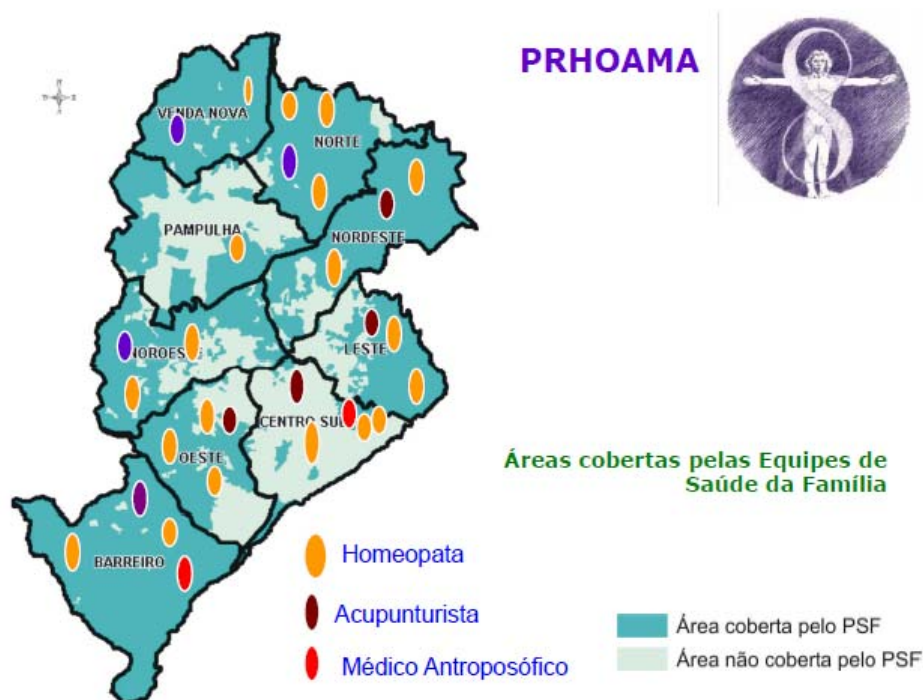 PRHOAMA
VENDA NOVA
NORTE
PAMPULHA
NORDESTE
NOROESTE
LESTE
CENTRO SUL
OESTE
BARREIRO
Áreas cobertas pelas Equipes de
Saúde da Família
Homeopata
Acupunturista
Médico Antroposófico
Área coberta pelo PSF
Área não coberta pelo PSF